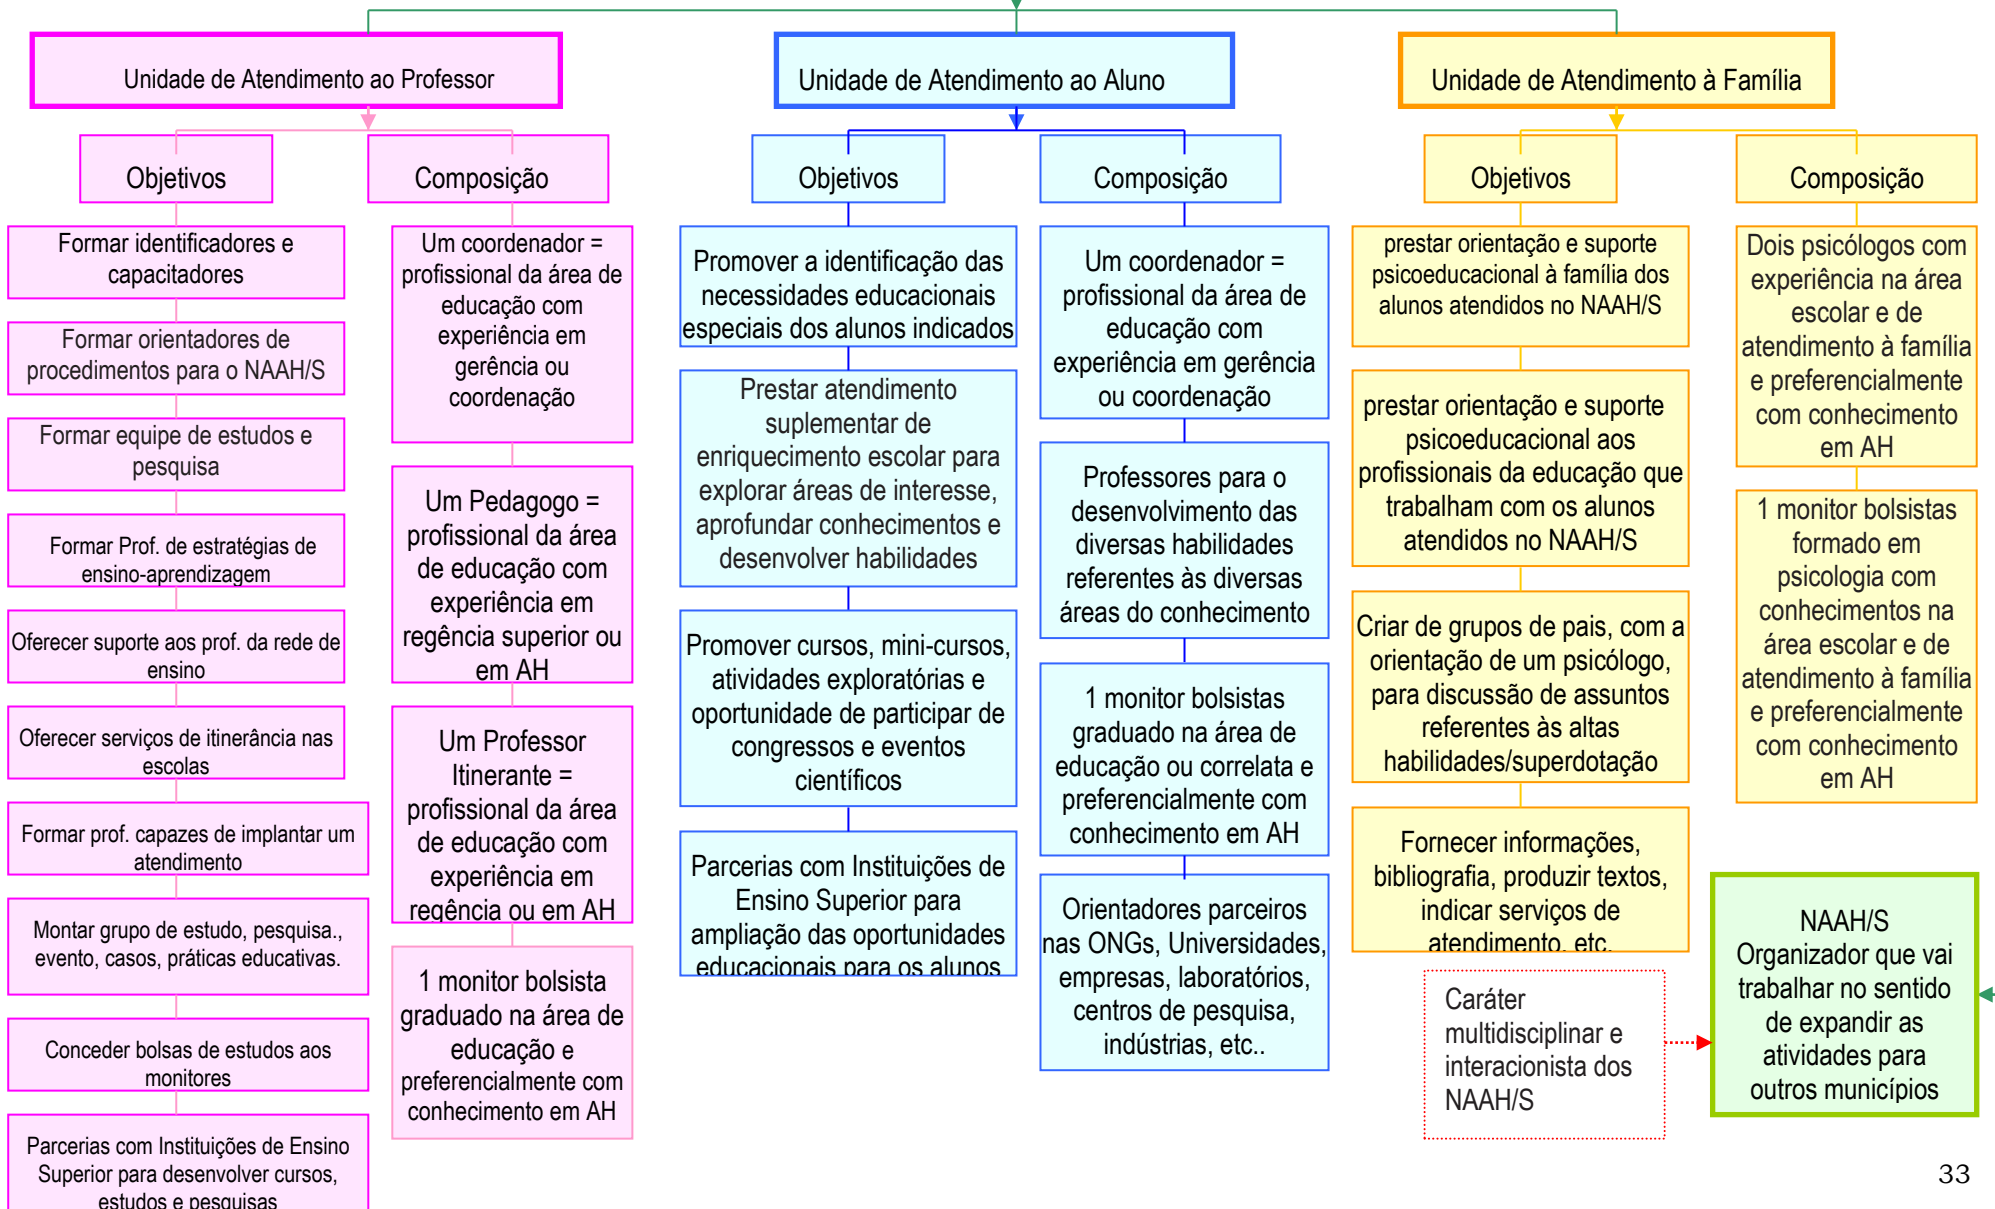 Unidade de Atendimento ao Professor
Objetivos
Formar identificadores e
capacitadores
Formar orientadores de
procedimentos para o NAAH/S
Formar equipe de estudos e
pesquisa
Formar Prof. de estratégias de
ensino-aprendizagem
Oferecer suporte aos prof. da rede de
ensino
Oferecer serviços de itinerância nas
escolas
Formar prof. capazes de implantar um
atendimento
Montar grupo de estudo, pesquisa.,
evento, casos, práticas educativas.
Conceder bolsas de estudos aos
monitores
Parcerias com Instituições de Ensino
Superior para desenvolver cursos,
estudos e pesquisas
Composição
Um coordenador =
profissional da área de
educação com
experiência em
gerência ou
coordenação
Um Pedagogo =
profissional da área
de educação com
experiência em
regência superior ou
em AH
Um Professor
Itinerante =
profissional da área
de educação com
experiência em
regência ou em AH
1 monitor bolsista
graduado na área de
educação e
preferencialmente com
conhecimento em AH
Unidade de Atendimento ao Aluno
Objetivos
Promover a identificação das
necessidades educacionais
especiais dos alunos indicados
Prestar atendimento
suplementar de
enriquecimento escolar para
explorar áreas de interesse,
aprofundar conhecimentos e
desenvolver habilidades
Promover cursos, mini-cursos,
atividades exploratórias e
oportunidade de participar de
congressos e eventos
científicos
Parcerias com Instituições de
Ensino Superior para
ampliação das oportunidades
educacionais para os alunos
Composição
Um coordenador =
profissional da área de
educação com
experiência em gerência
ou coordenação
Professores para o
desenvolvimento das
diversas habilidades
referentes às diversas
áreas do conhecimento
1 monitor bolsistas
graduado na área de
educação ou correlata e
preferencialmente com
conhecimento em AH
Orientadores parceiros
nas ONGs, Universidades,
empresas, laboratórios,
centros de pesquisa,
indústrias, etc..
Unidade de Atendimento à Família
Objetivos
prestar orientação e suporte
psicoeducacional à família dos
alunos atendidos no NAAH/S
prestar orientação e suporte
psicoeducacional aos
profissionais da educação que
trabalham com os alunos
atendidos no NAAH/S
Criar de grupos de pais, com a
orientação de um psicólogo,
para discussão de assuntos
referentes às altas
habilidades/superdotação
Fornecer informações,
bibliografia, produzir textos,
indicar serviços de
atendimento, etc.
Composição
Dois psicólogos com
experiência na área
escolar e de
atendimento à família
e preferencialmente
com conhecimento
em AH
1 monitor bolsistas
formado em
psicologia com
conhecimentos na
área escolar e de
atendimento à família
e preferencialmente
com conhecimento
em AH
Caráter
multidisciplinar e
interacionista dos
NAAH/S
NAAH/S
Organizador que vai
trabalhar no sentido
de expandir as
atividades para
outros municípios
33